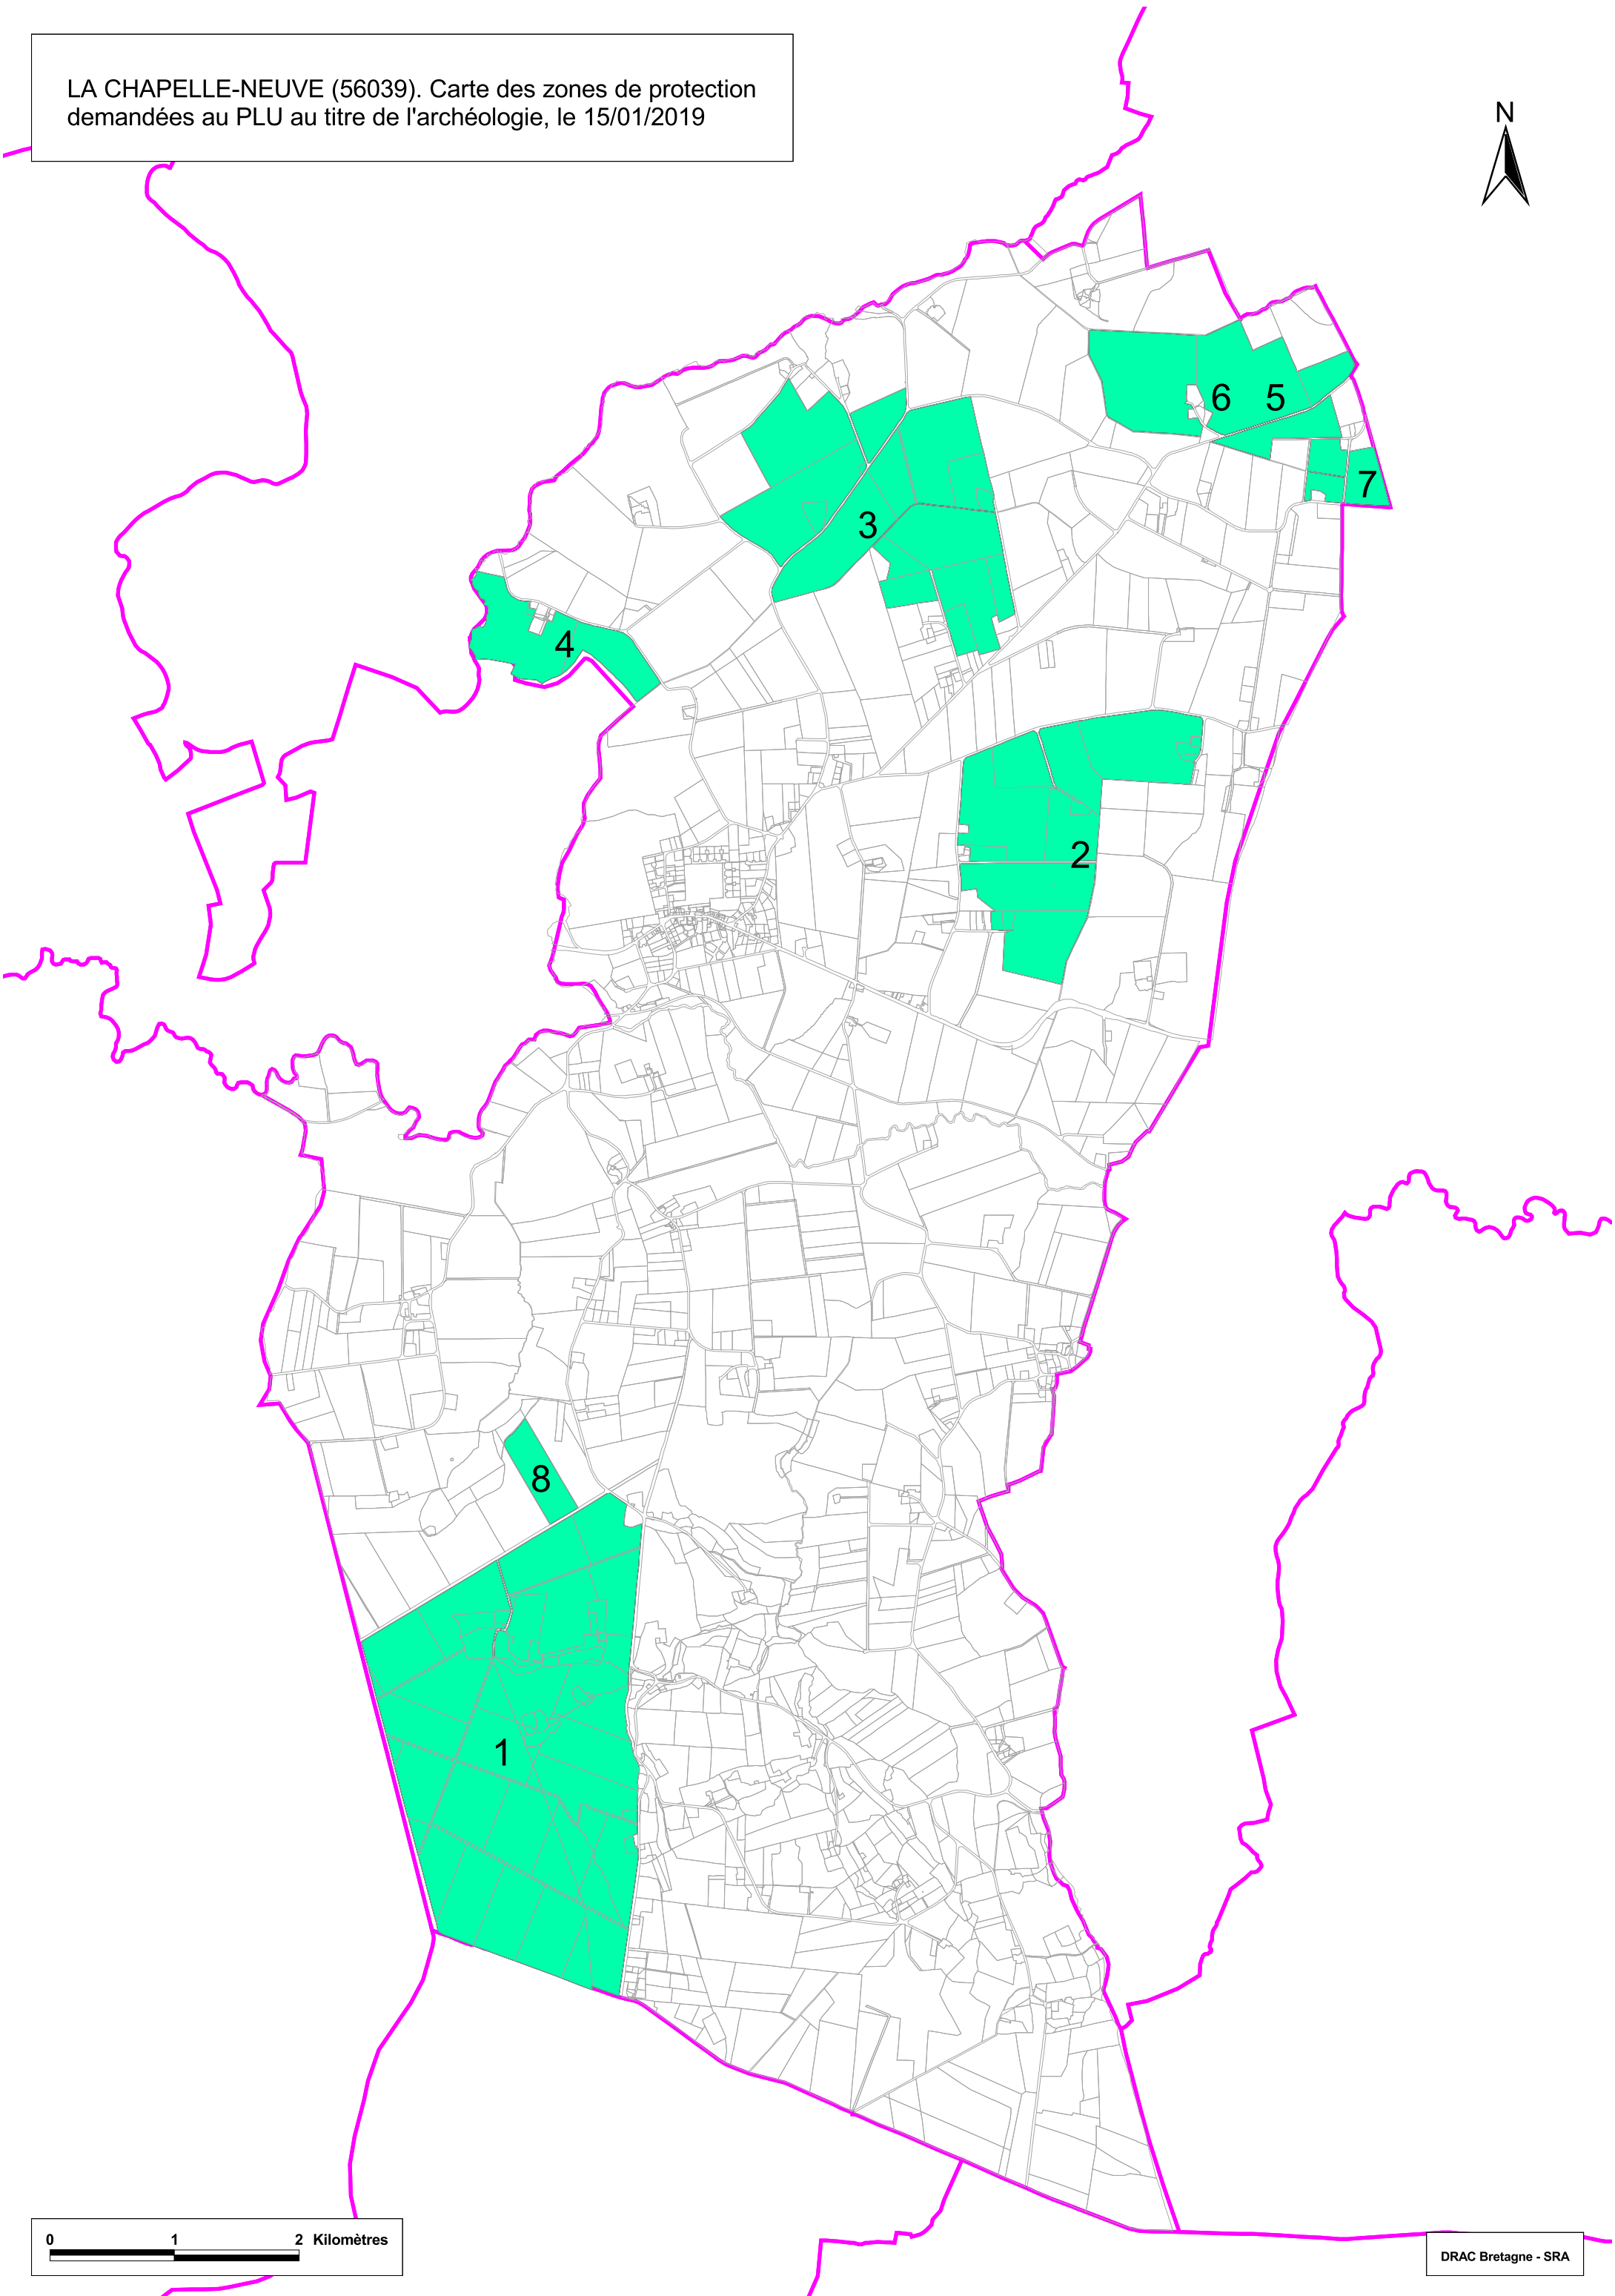 LA CHAPELLE-NEUVE (56039). Carte des zones de protection
demandées au PLU au titre de l'archéologie, le 15/01/2019
N
6 5
7
3
4
2
8
1
0 1 2 Kilomètres
DRAC Bretagne - SRA